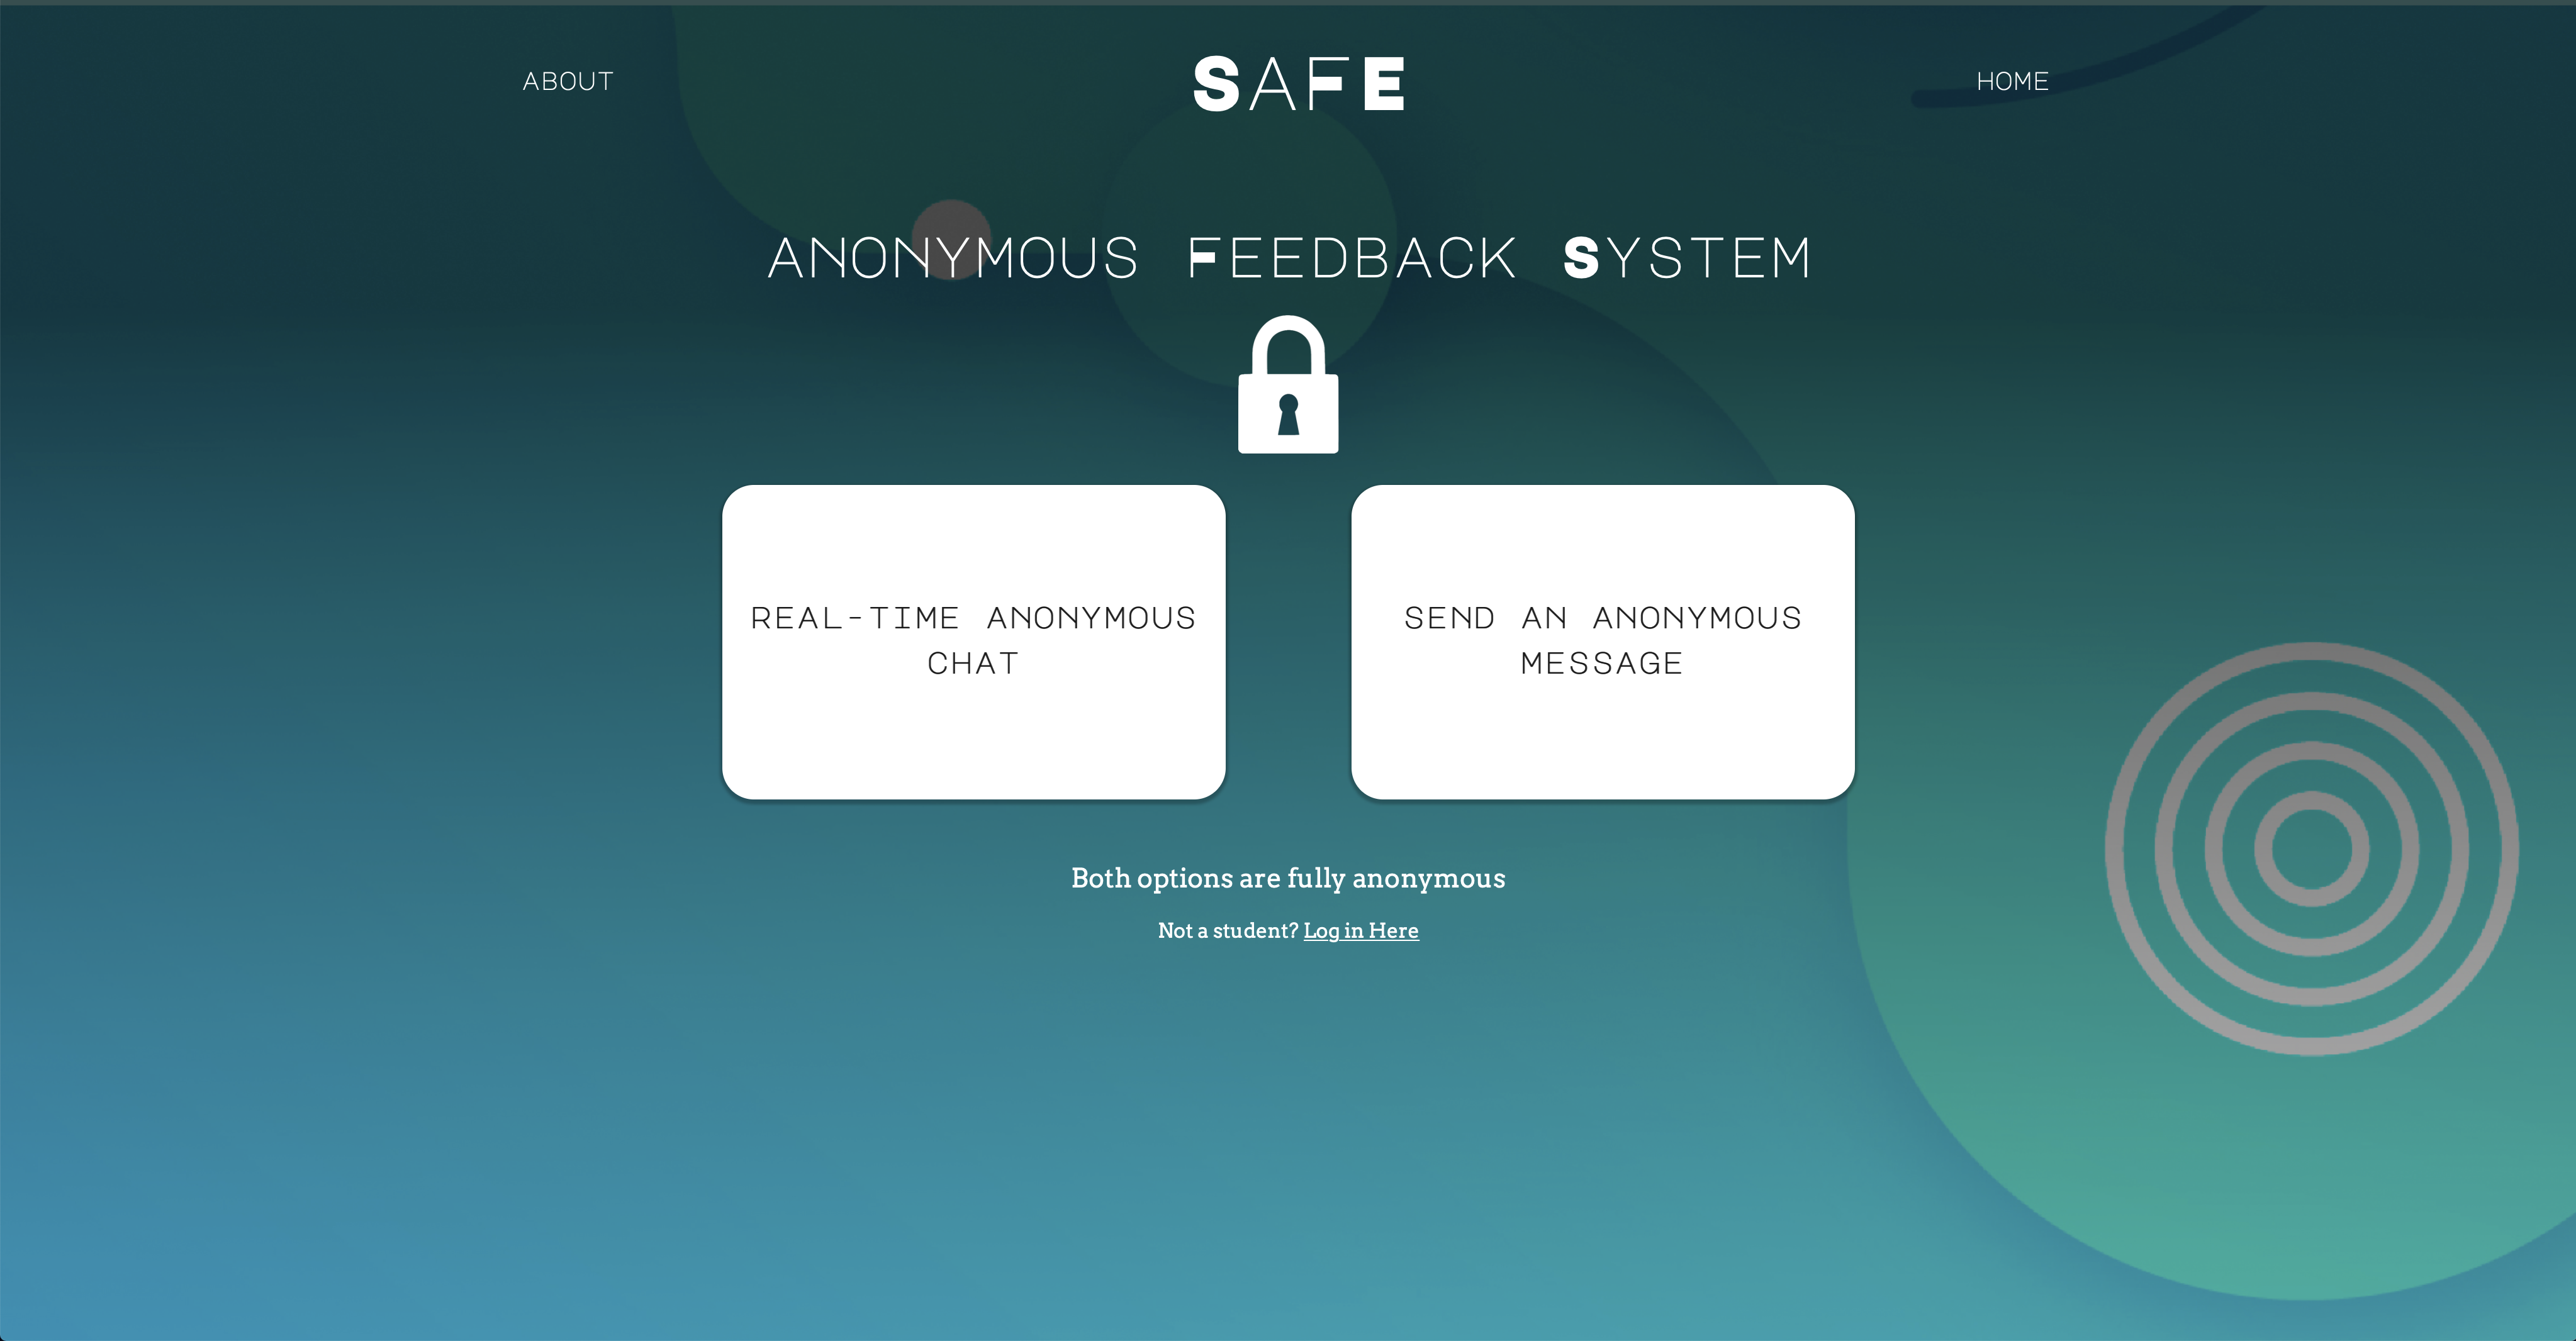 ABOUT
SAFE
HOME
ANONYMOUS FEEDBACK SYSTEM
REAL-TIME ANONYMOUS
CHAT
SEND AN ANONYMOUS
MESSAGE
Both options are fully anonymous
Not a student? Log in Here